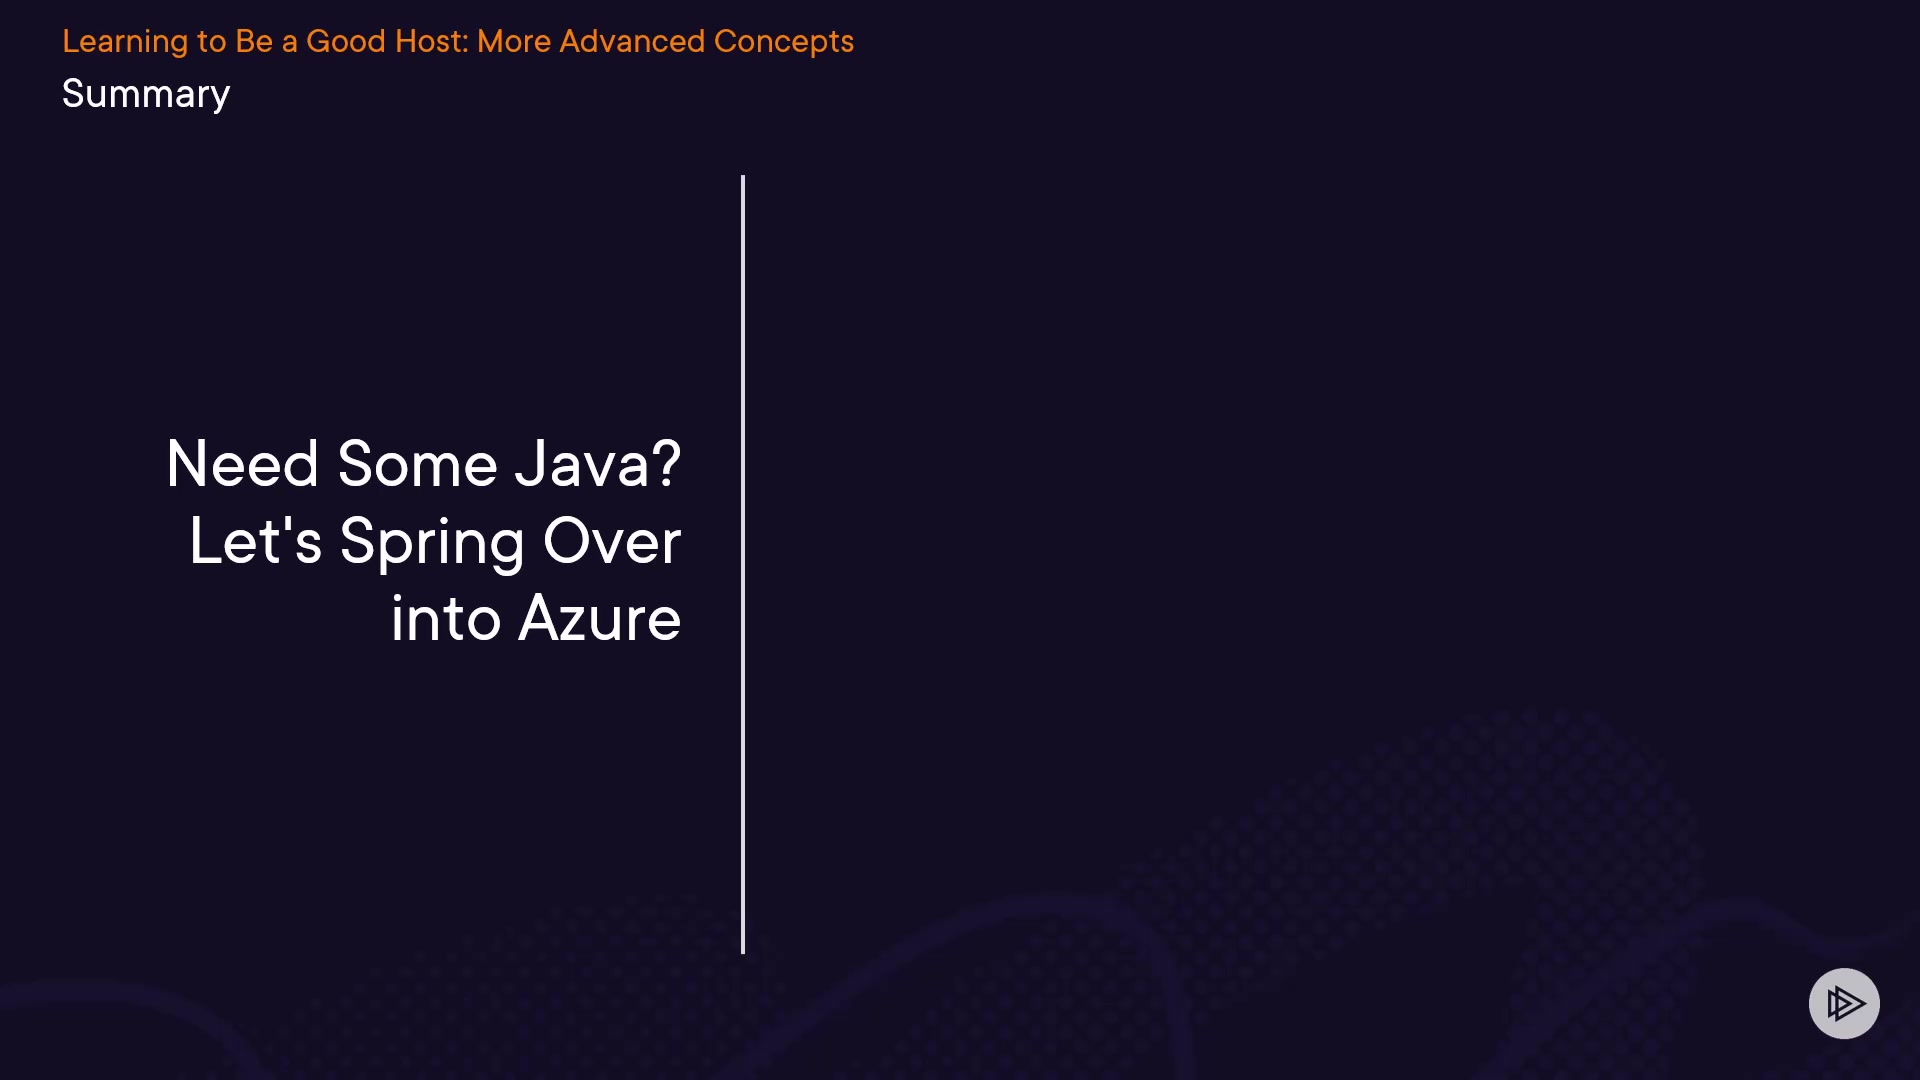 Learning to Be a Good Host: More Advanced Concepts
Summary
Need Some Java?
Let's Spring Over
into Azure